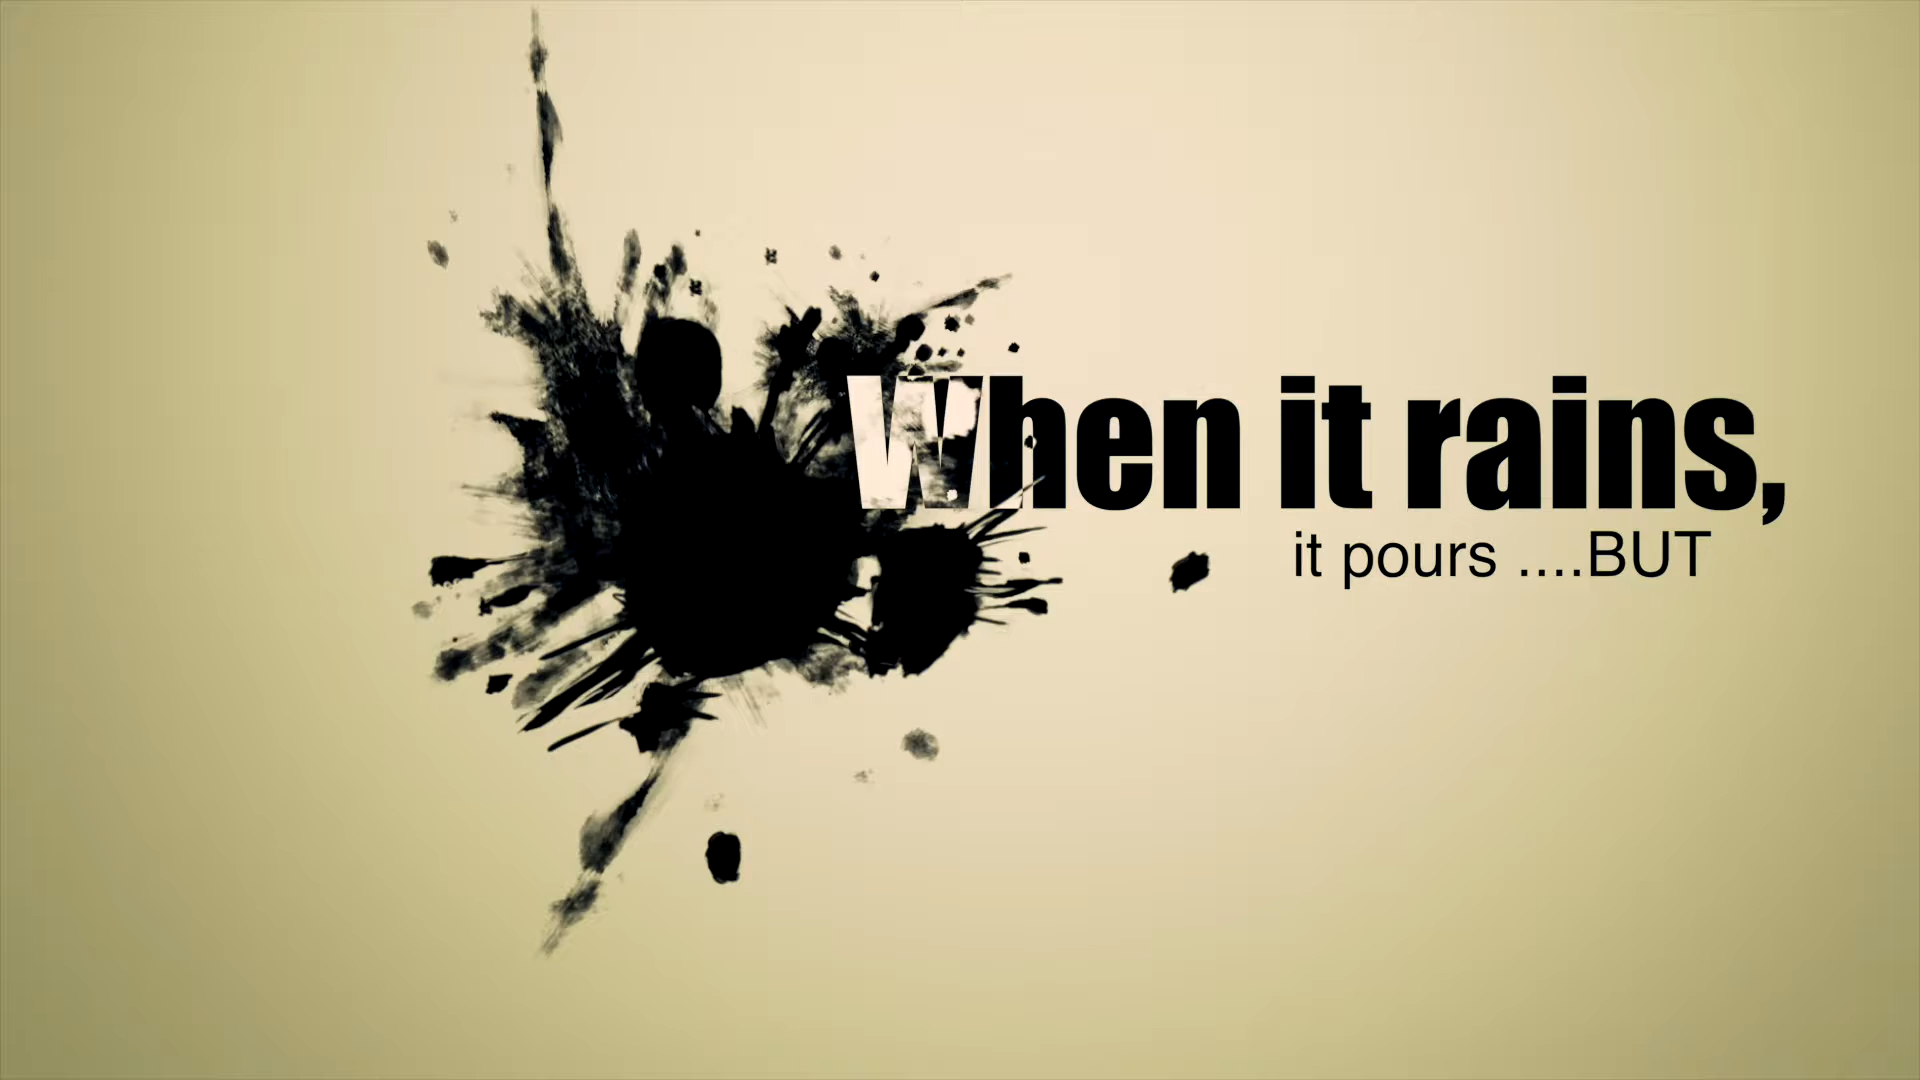 When it rains,
it pours ....BUT